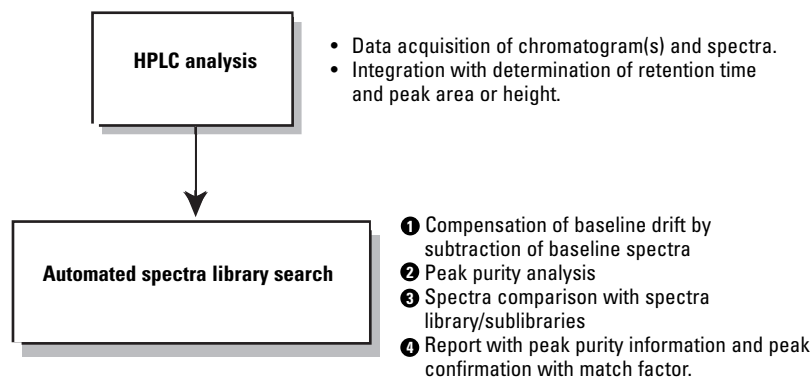 HPLC analysis
• Data acquisition of chromatogram(s) and spectra.
• Integration with determination of retention time
and peak area or height.
Automated spectra library search
❶ Compensation of baseline drift by
subtraction of baseline spectra
❷ Peak purity analysis
❸ Spectra comparison with spectra
library/sublibraries
❹ Report with peak purity information and peak
confirmation with match factor.